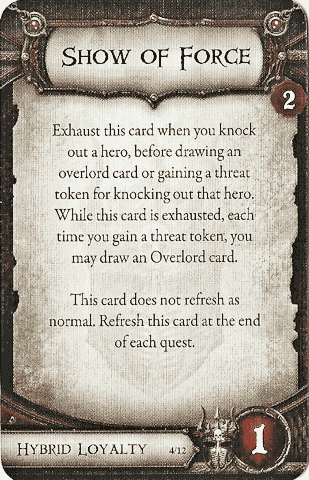 Show of Force
2
Exhaust this card when you knock
out a hero, before drawing an
overlord card or gaining a threat
token for knocking out that hero.
While this card is exhausted, each
time you gain a threat token, you
may draw an Overlord card.
This card does not refresh as
normal. Refresh this card at the end
of each quest.
Hybrid Loyalty 4/12
1